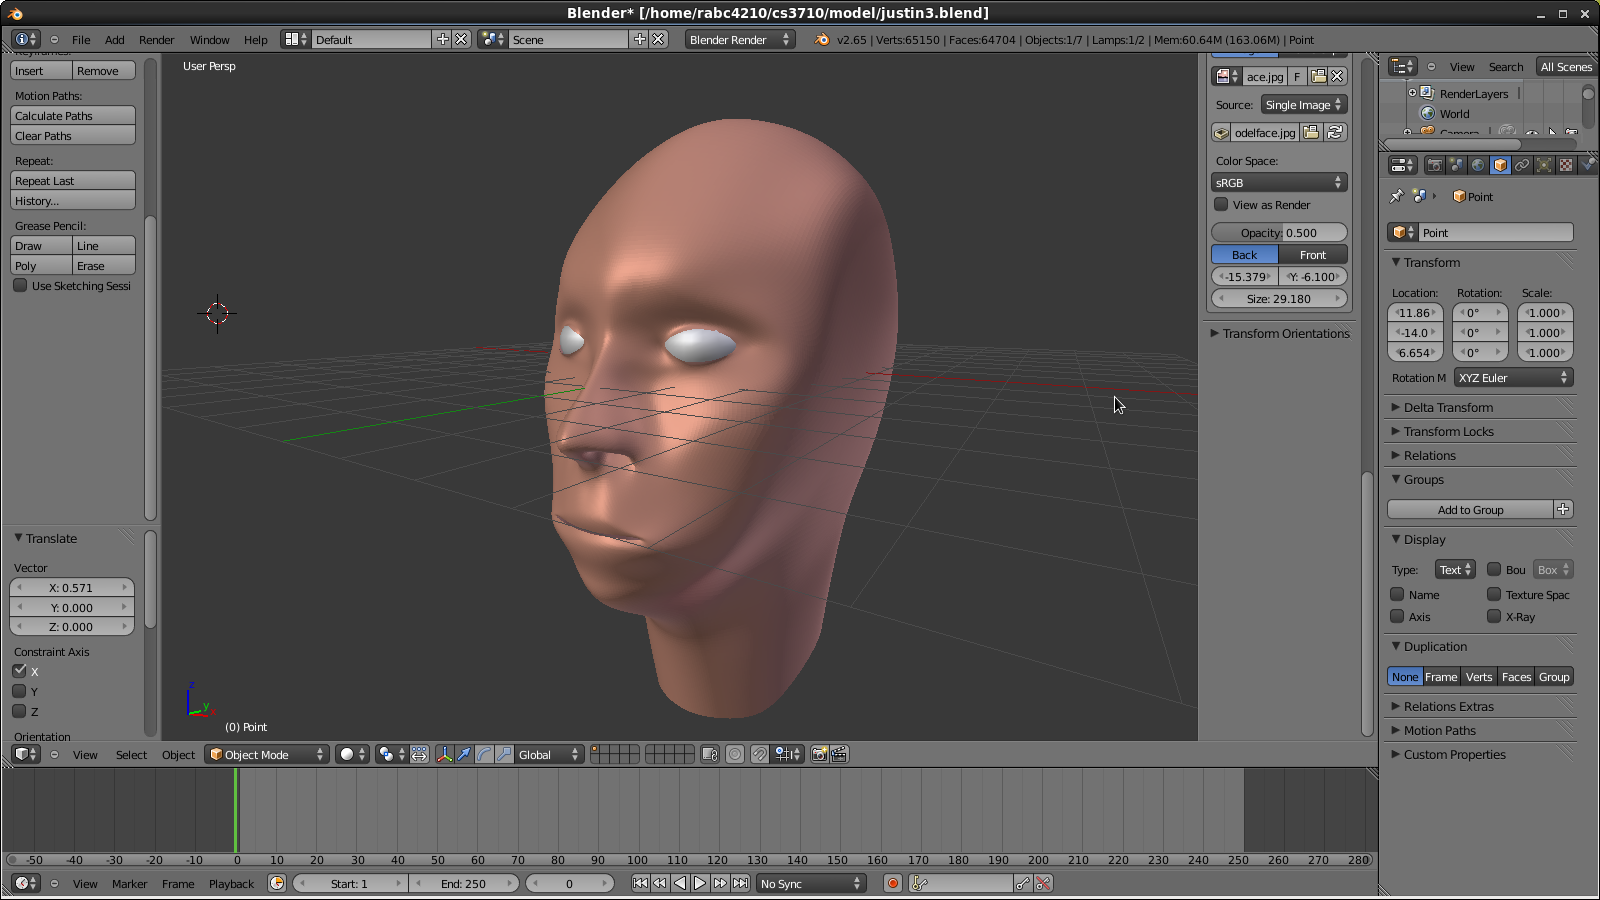 Blender* [/home/rabc4210/cs3710/model/justin3.blend]
File Add Render Window Help Default Scene Blender Render v2.65 | Verts:65150 | Faces:64704 | Objects:1/7 | Lamps:1/2 | Mem:60.64M (163.06M) | Point
Insert Remove
Motion Paths:
Calculate Paths
Clear Paths
Repeat:
Repeat Last
History...
Grease Pencil:
Draw Line
Poly Erase
Use Sketching Sessi
Translate
Vector
X: 0.571
Y: 0.000
Z: 0.000
Constraint Axis
X
Y
Z
Orientation
User Persp
z
y
x
(0) Point
ace.jpg F
Source: Single Image
odelface.jpg
Color Space:
sRGB
View as Render
Opacity: 0.500
Back Front
-15.379 Y: -6.100
Size: 29.180
Transform Orientations
View Search All Scenes
RenderLayers |
World
Camera
Point
Point
Transform
Location: Rotation: Scale:
11.86 0° 1.000
-14.0 0° 1.000
6.654 0° 1.000
Rotation M XYZ Euler
Delta Transform
Transform Locks
Relations
Groups
Add to Group
Display
Type: Text Bou Box
Name Texture Spac
Axis X-Ray
Duplication
None Frame Verts Faces Group
Relations Extras
Motion Paths
Custom Properties
View Select Object Object Mode Global
-50 -40 -30 -20 -10 0 10 20 30 40 50 60 70 80 90 100 110 120 130 140 150 160 170 180 190 200 210 220 230 240 250 260 270 280
View Marker Frame Playback Start: 1 End: 250 0 No Sync